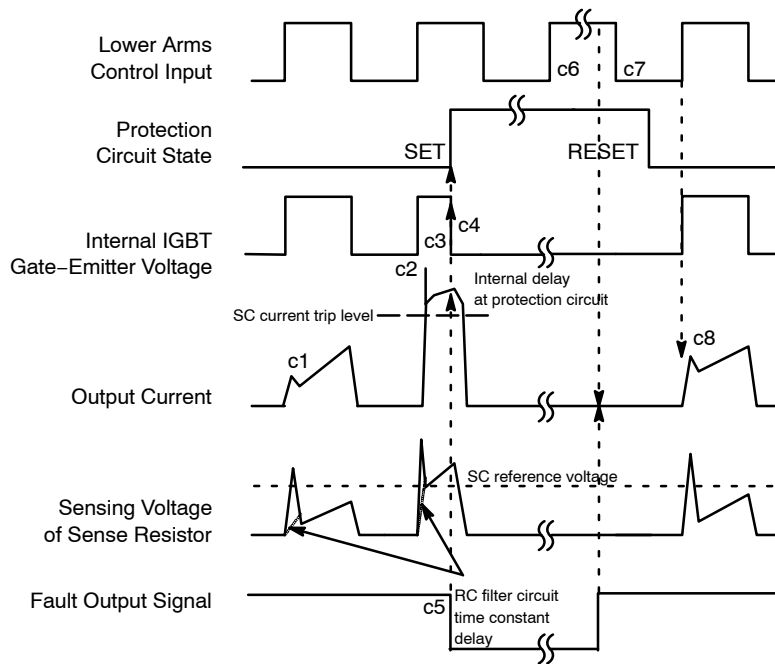 Lower Arms
Control Input
c6
c7
Protection
Circuit State
SET
RESET
Internal IGBT
Gate−Emitter Voltage
c3
c4
c2
Internal delay
at protection circuit
SC current trip level
c1
c8
Output Current
SC reference voltage
Sensing Voltage
of Sense Resistor
Fault Output Signal
c5
RC filter circuit
time constant
delay